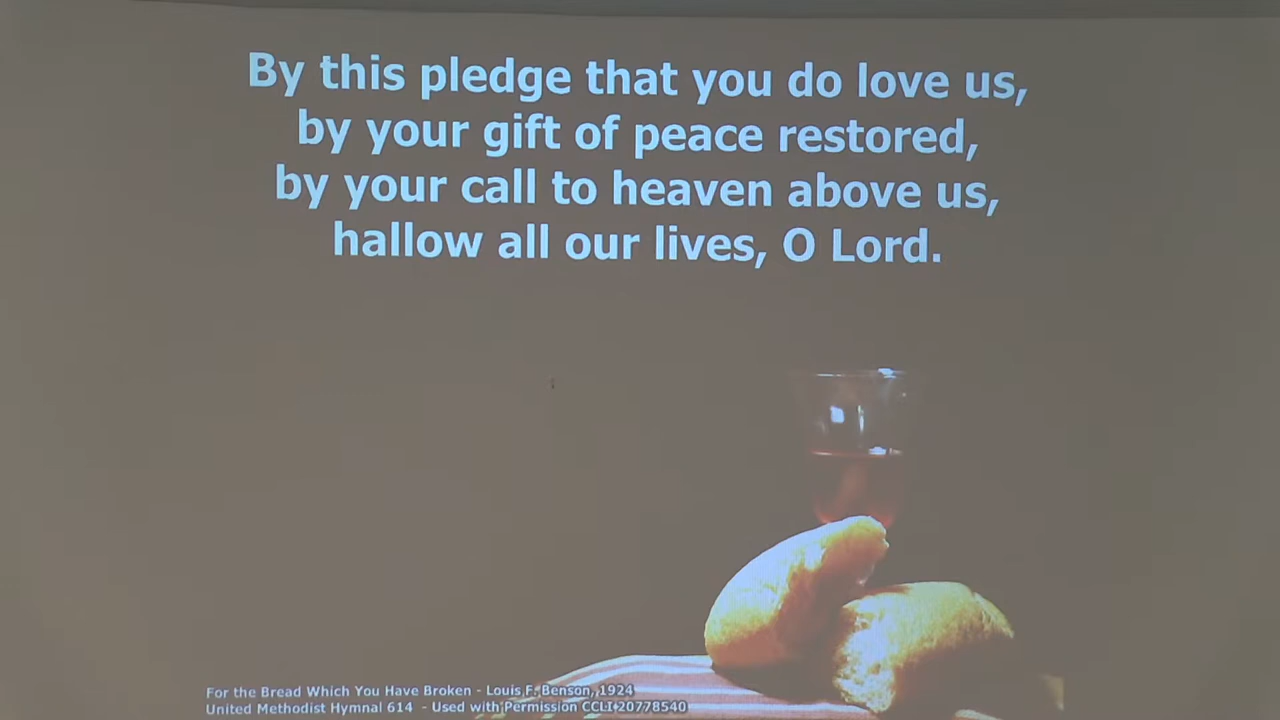 By this pledge that you do love us,
by your gift of peace restored,
by your call to heaven above us,
hallow all our lives, O Lord.
For the Bread Which You Have Broken - Louis F. Benson, 1924
United Methodist Hymnal 614 - Used with Permission CCLI 20778540